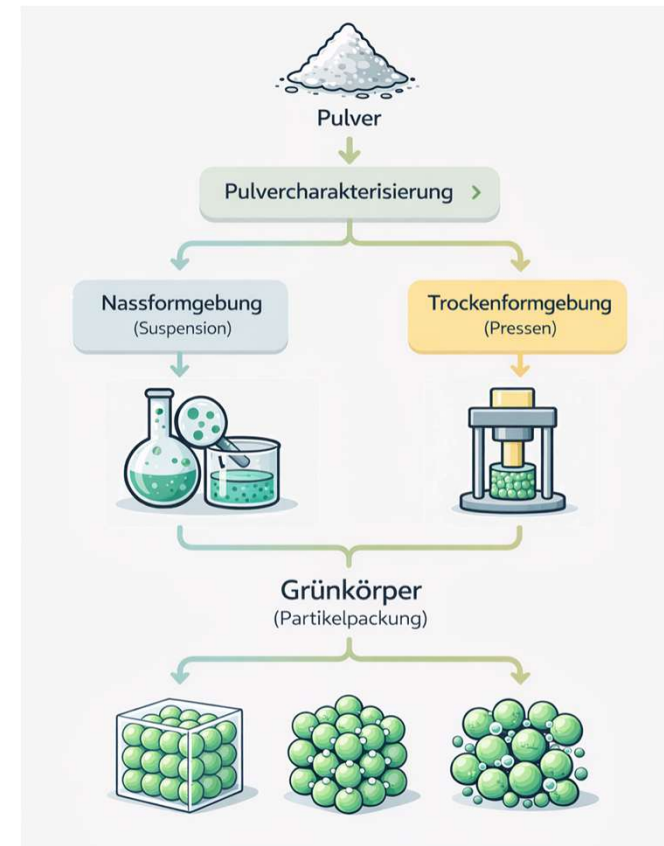 Pulver
Pulvercharakterisierung >
Nassformgebung
(Suspension)
Trockenformgebung
(Pressen)
Grünkörper
(Partikelpackung)